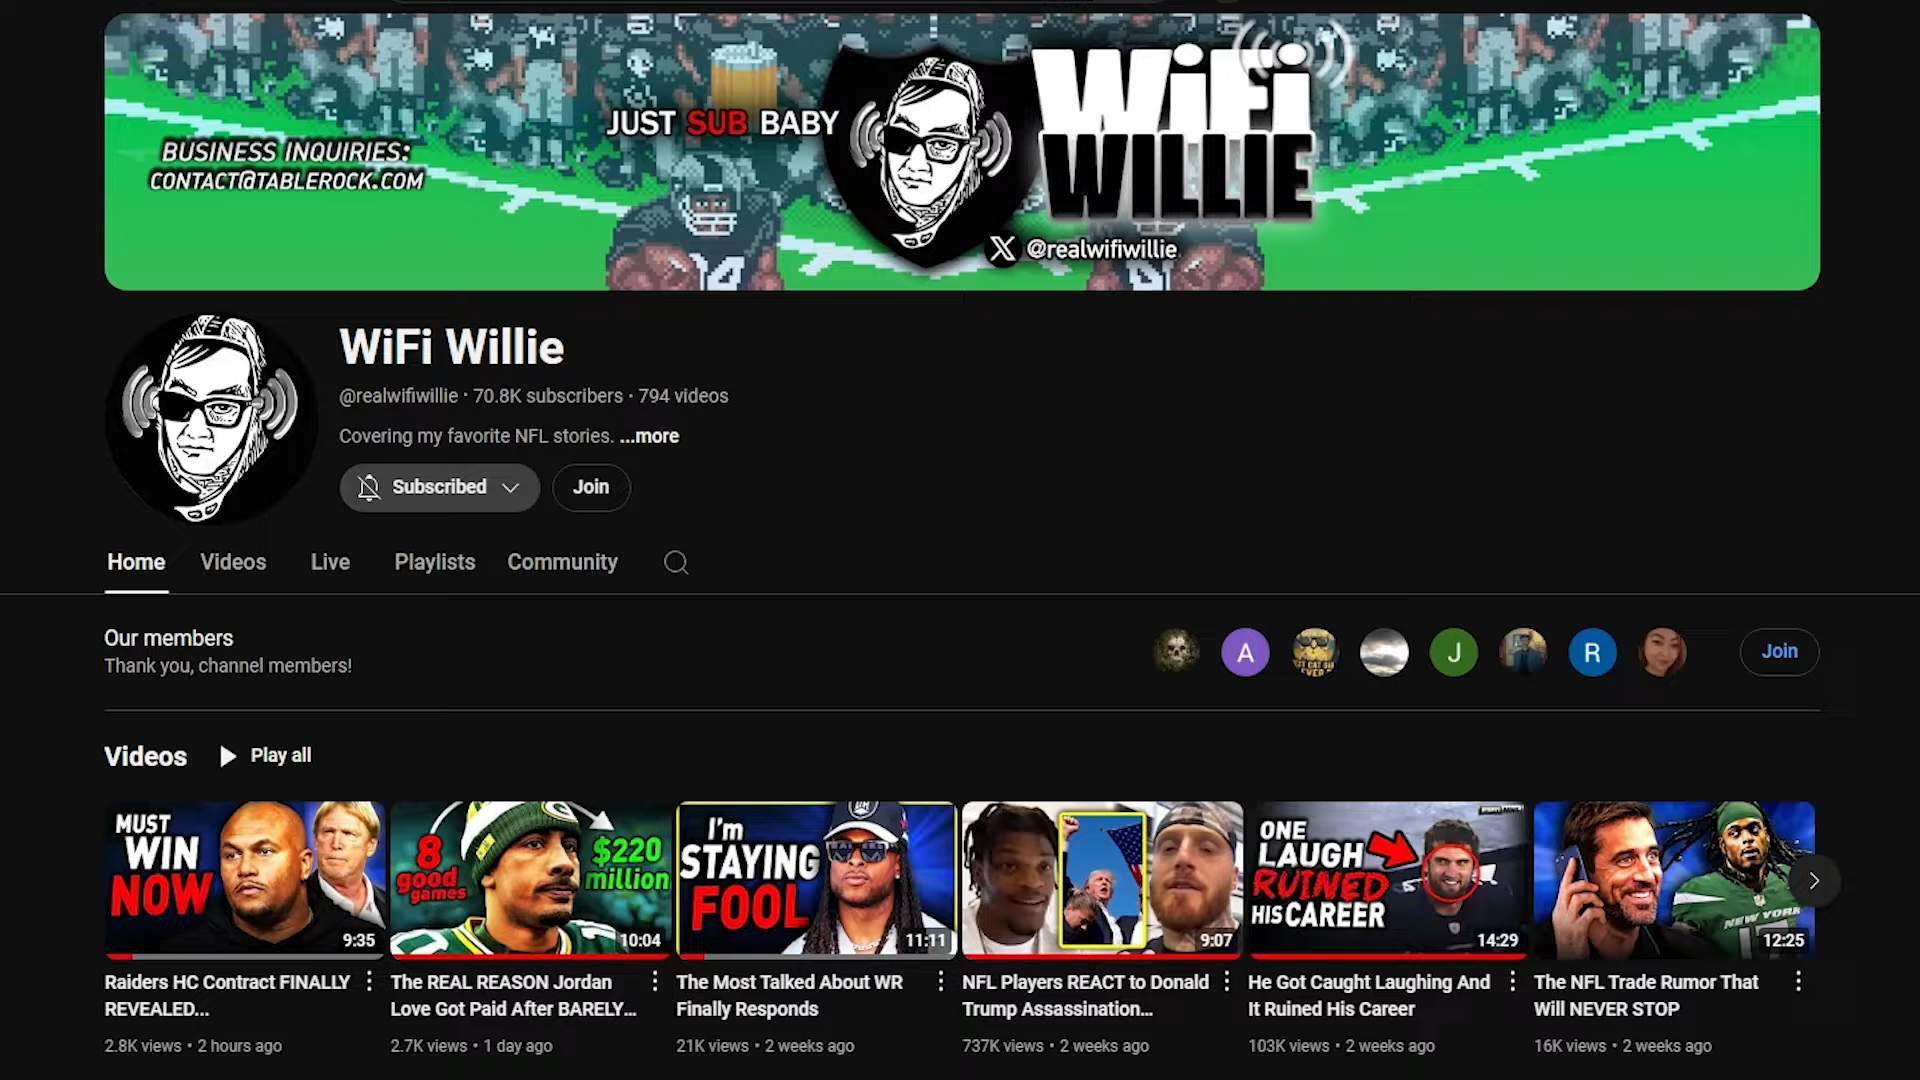 BUSINESS INQUIRIES:
CONTACT@TABLEROCK.COM
JUST SUB BABY
WiFi
WILLIE
X @realwifiwillie
WiFi Willie
@realwifiwillie • 70.8K subscribers • 794 videos
Covering my favorite NFL stories. ...more
Subscribed
Join
Home
Videos
Live
Playlists
Community
Our members
Thank you, channel members!
A
J
R
Join
Videos
Play all
MUST
WIN
NOW
9:35
8
good
games
$220
million
10:04
I'm
STAYING
FOOL
11:11
9:07
ONE
LAUGH
RUINED
HIS CAREER
14:29
NEW YORK
12:25
Raiders HC Contract FINALLY
REVEALED...
2.8K views • 2 hours ago
The REAL REASON Jordan
Love Got Paid After BARELY...
2.7K views • 1 day ago
The Most Talked About WR
Finally Responds
21K views • 2 weeks ago
NFL Players REACT to Donald
Trump Assassination...
737K views • 2 weeks ago
He Got Caught Laughing And
It Ruined His Career
103K views • 2 weeks ago
The NFL Trade Rumor That
Will NEVER STOP
16K views • 2 weeks ago